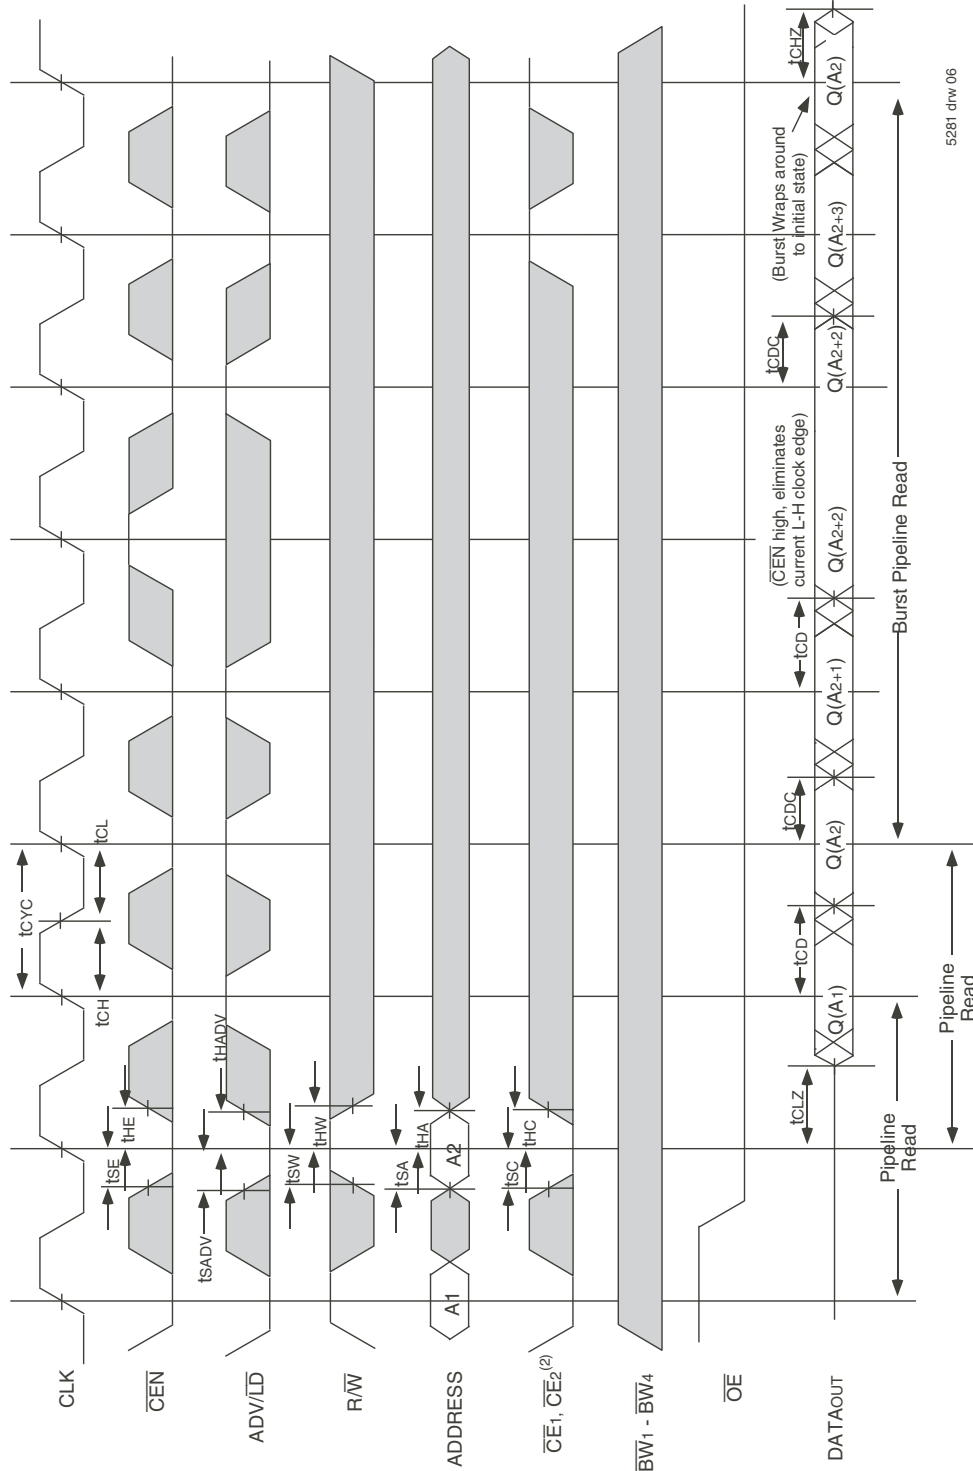 tCYC
tCH
tCL
CLK
tSE
tHE
CEN
tSADV
tHADV
ADV/LD
tSW
tHW
R/W
tSA
tHA
A1
A2
ADDRESS
tSC
tHC
CE1, CE2(2)
BW1 - BW4
OE
tCLZ
tCD
tCDC
tCD
(CEN high, eliminates
current L-H clock edge)
tCDC
(Burst Wraps around
to initial state)
tCHZ
DATAOUT
Q(A1)
Q(A2)
Q(A2+1)
Q(A2+2)
Q(A2+2)
Q(A2+3)
Q(A2)
Pipeline
Read
Burst Pipeline Read
Pipeline
Read
5281 drw 06